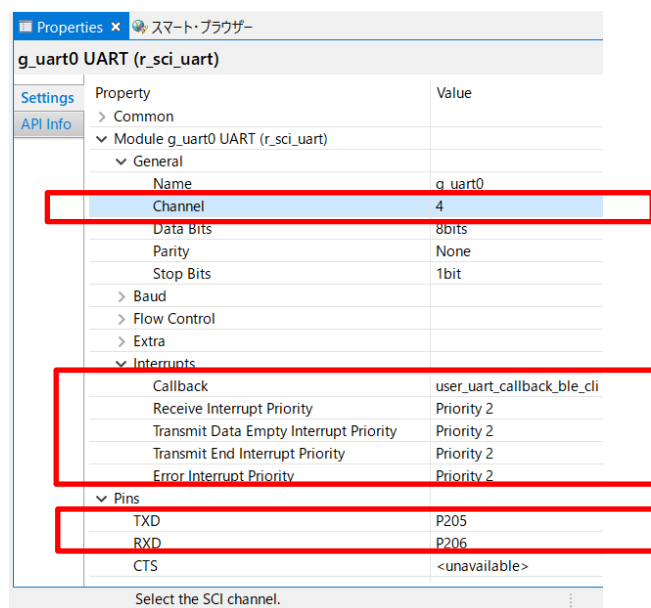 Properties スマート・ブラウザー
g_uart0 UART (r_sci_uart)
Settings
API Info
Property Value
Common
Module g_uart0 UART (r_sci_uart)
General
Name g_uart0
Channel 4
Data Bits 8bits
Parity None
Stop Bits 1bit
Baud
Flow Control
Extra
Interrupts
Callback user_uart_callback_ble_cli
Receive Interrupt Priority Priority 2
Transmit Data Empty Interrupt Priority Priority 2
Transmit End Interrupt Priority Priority 2
Error Interrupt Priority Priority 2
Pins
TXD P205
RXD P206
CTS <unavailable>
Select the SCI channel.